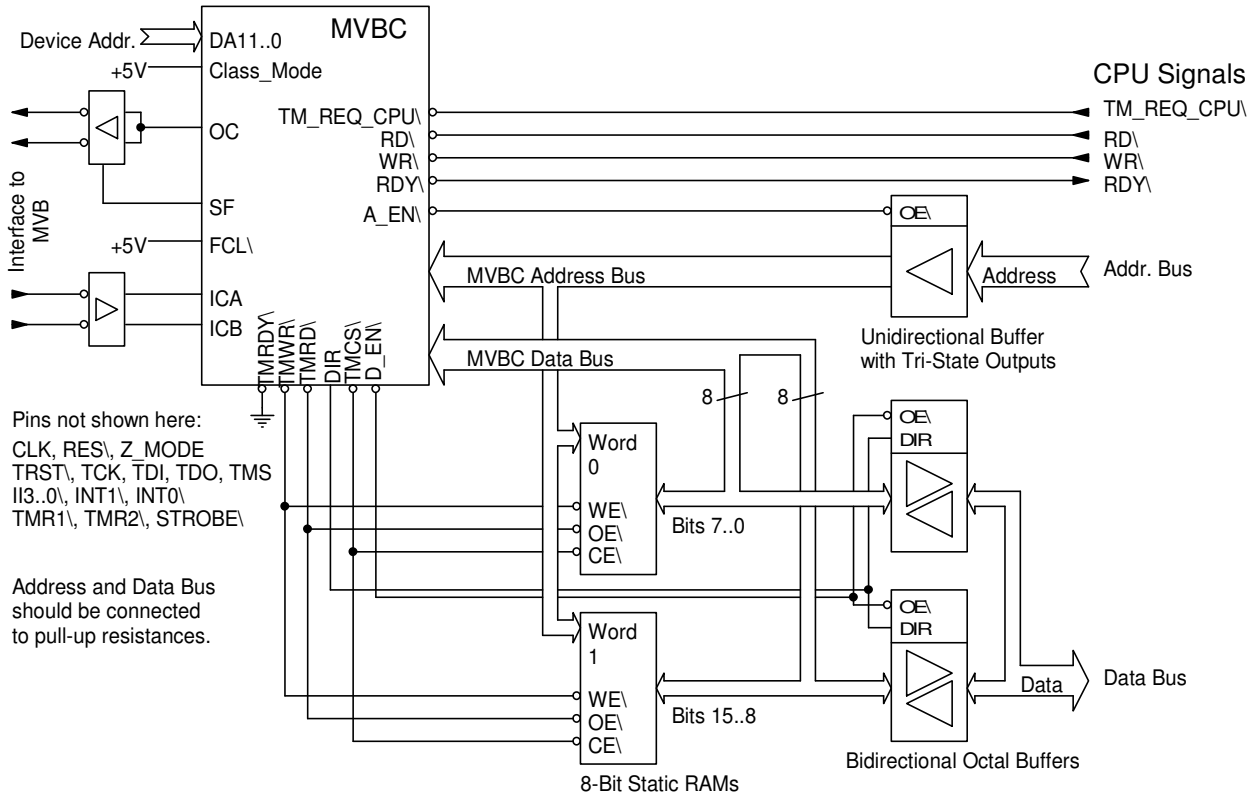 MVBC
Device Addr.
DA11..0
+5V
Class_Mode
CPU Signals
TM_REQ_CPU\
TM_REQ_CPU\
OC
RD\
RD\
WR\
WR\
RDY\
RDY\
Interface to
MVB
SF
A_EN\
OE\
+5V
FCL\
MVBC Address Bus
Address
Addr. Bus
ICA
ICB
Unidirectional Buffer
with Tri-State Outputs
TMRDY\
TMWR\
TMRD\
DIR
TMCS\
D_EN\
MVBC Data Bus
8
8
Pins not shown here:
CLK, RES\, Z_MODE
TRST\, TCK, TDI, TDO, TMS
II3..0\, INT1\, INT0\
TMR1\, TMR2\, STROBE\
Word
0
WE\
OE\
CE\
Bits 7..0
OE\
DIR
Address and Data Bus
should be connected
to pull-up resistances.
Word
1
WE\
OE\
CE\
Bits 15..8
OE\
DIR
Data
Data Bus
Bidirectional Octal Buffers
8-Bit Static RAMs